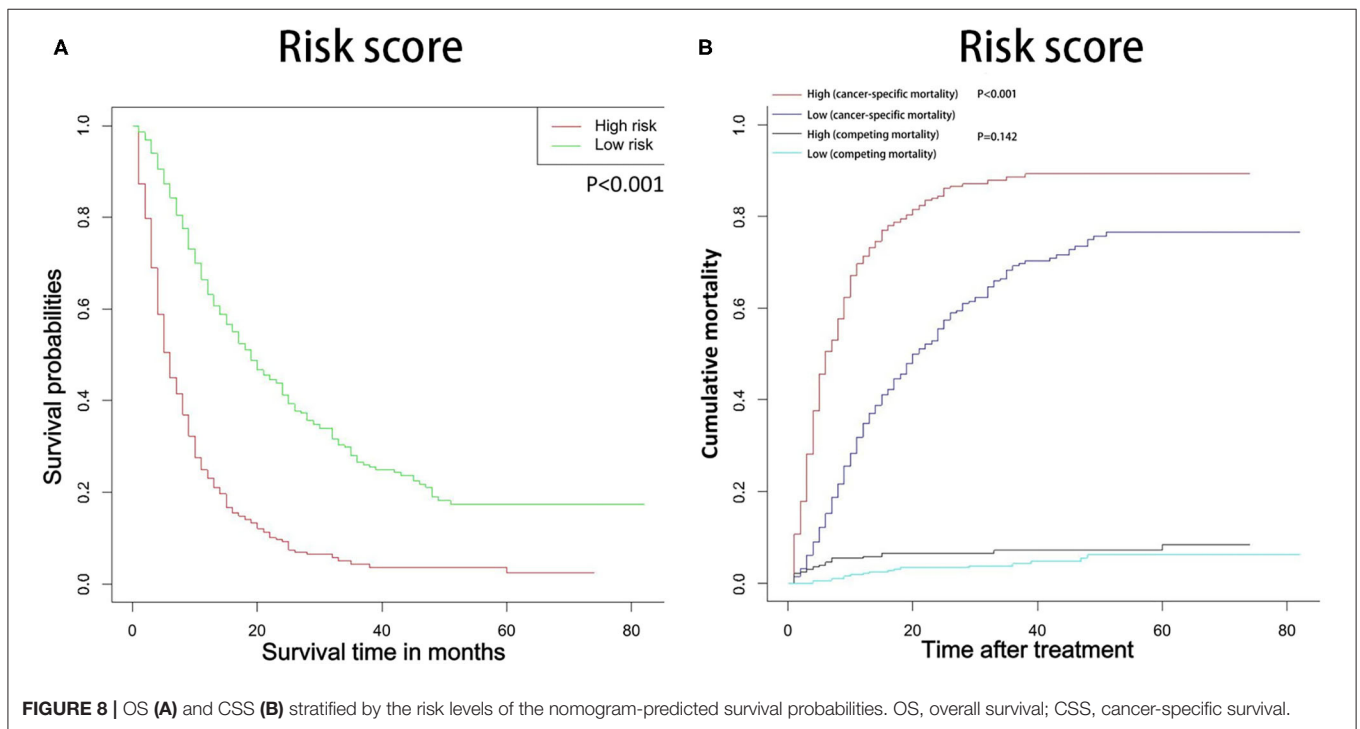 A
Risk score
High risk
Low risk
P<0.001
Survival probabilities
1.0
0.8
0.6
0.4
0.2
0.0
0 20 40 60 80
Survival time in months
B
Risk score
High (cancer-specific mortality) P<0.001
Low (cancer-specific mortality)
High (competing mortality) P=0.142
Low (competing mortality)
Cumulative mortality
1.0
0.8
0.6
0.4
0.2
0.0
0 20 40 60 80
Time after treatment
FIGURE 8 | OS (A) and CSS (B) stratified by the risk levels of the nomogram-predicted survival probabilities. OS, overall survival; CSS, cancer-specific survival.